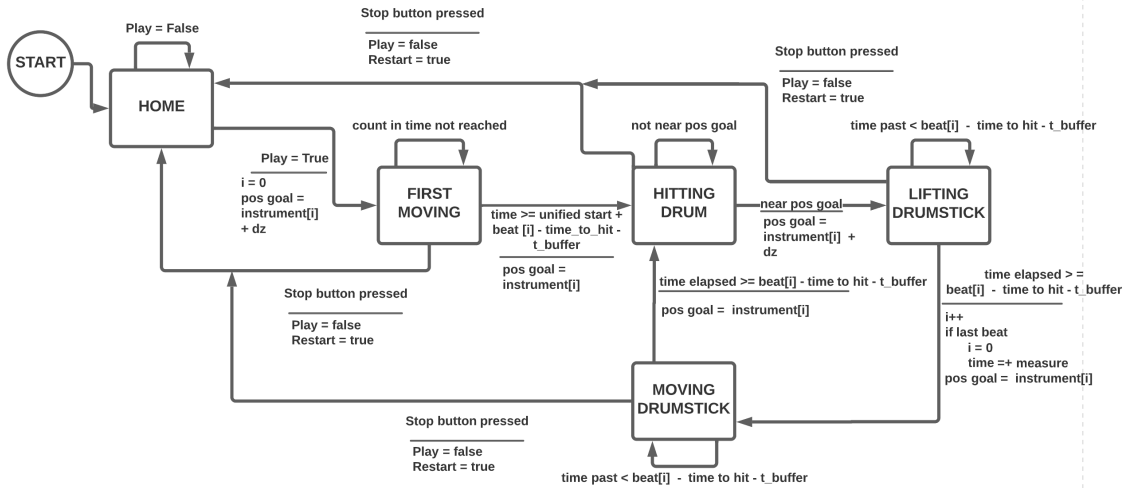 Stop button pressed
Play = false
Restart = true
Play = False
START
HOME
Stop button pressed
Play = false
Restart = true
count in time not reached
not near pos goal
time past < beat[i]  -  time to hit - t_buffer
Play = True
i = 0
pos goal =
instrument[i]
+ dz
FIRST
MOVING
time >= unified start +
beat [i] - time_to_hit -
t_buffer
pos goal =
instrument[i]
HITTING
DRUM
near pos goal
pos goal =
instrument[i]  +
dz
LIFTING
DRUMSTICK
Stop button pressed
Play = false
Restart = true
time elapsed >= beat[i] - time to hit - t_buffer
pos goal =  instrument[i]
time elapsed > =
beat[i]  -  time to hit - t_buffer
i++
if last beat
i = 0
time =+ measure
pos goal =  instrument[i]
MOVING
DRUMSTICK
Stop button pressed
Play = false
Restart = true
time past < beat[i]  -  time to hit - t_buffer